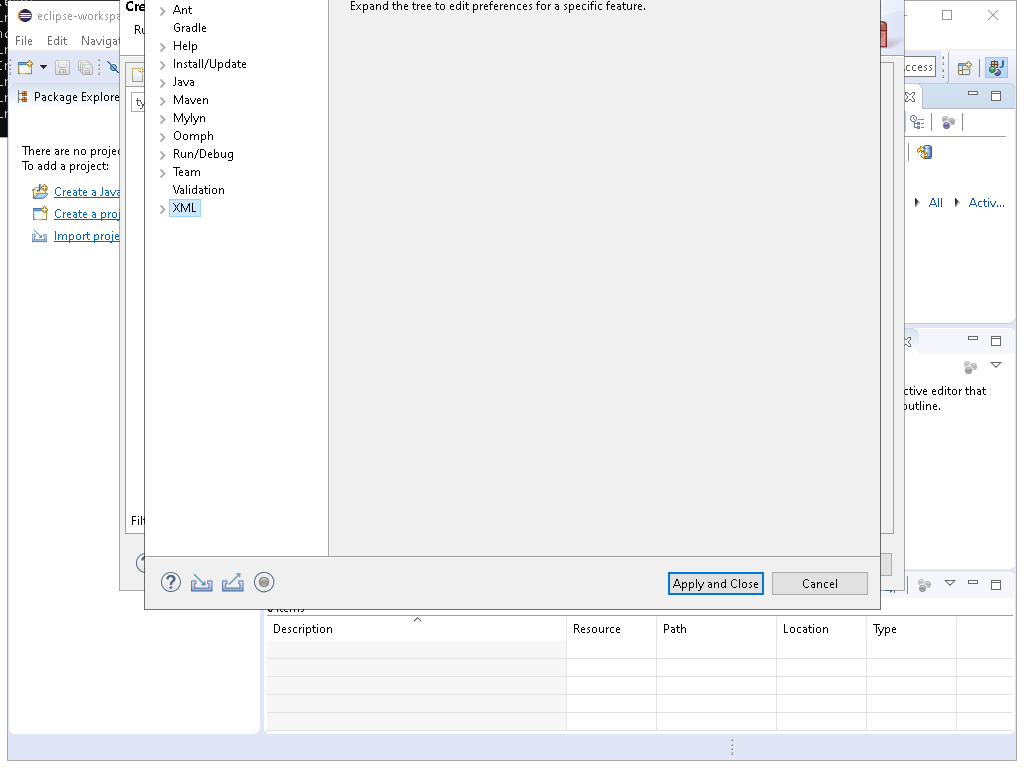 eclipse-workspa
File Edit Navigat
Package Explore
There are no projec
To add a project:
Create a Java
Create a proj
Import proje
Cre
Ru
ty
Filt
Ant
Gradle
Help
Install/Update
Java
Maven
Mylyn
Oomph
Run/Debug
Team
Validation
XML
Expand the tree to edit preferences for a specific feature.
Apply and Close
Cancel
ccess
All
Activ...
ctive editor that
outline.
Description Resource Path Location Type